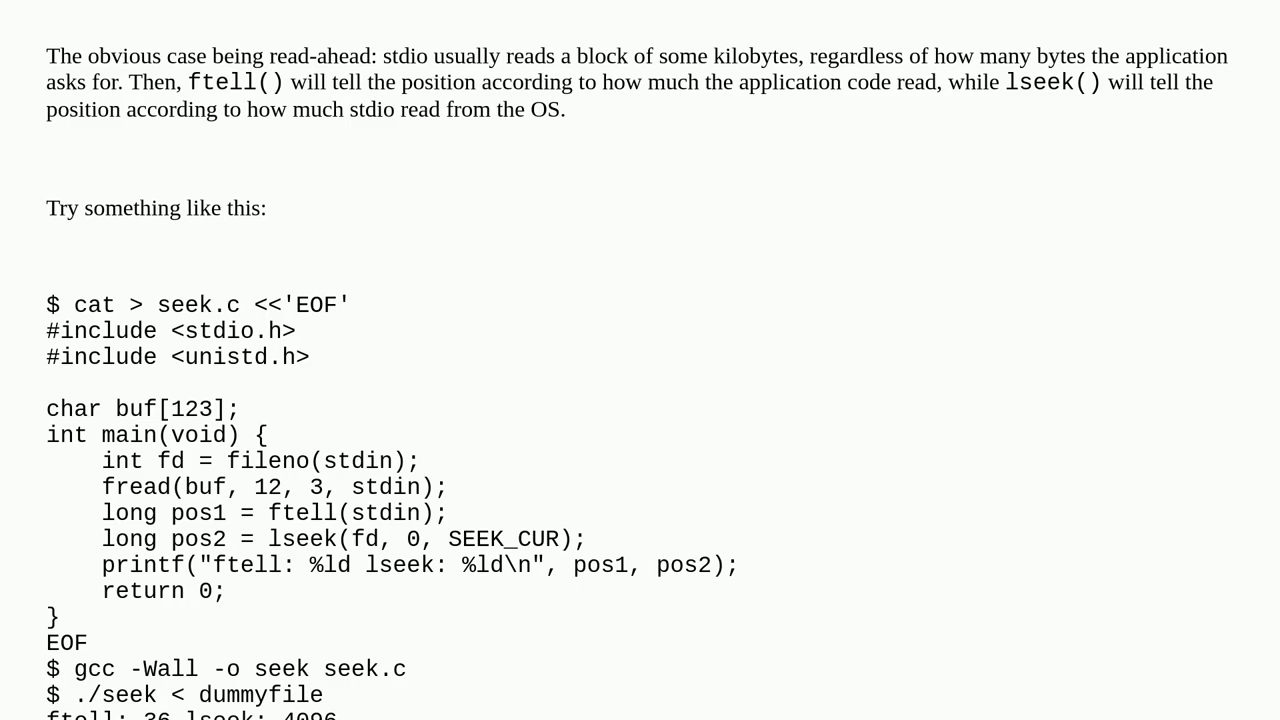 The obvious case being read-ahead: stdio usually reads a block of some kilobytes, regardless of how many bytes the application
asks for. Then, ftell() will tell the position according to how much the application code read, while lseek() will tell the
position according to how much stdio read from the OS.
Try something like this:
$ cat > seek.c <<'EOF'
#include <stdio.h>
#include <unistd.h>
char buf[123];
int main(void) {
    int fd = fileno(stdin);
    fread(buf, 12, 3, stdin);
    long pos1 = ftell(stdin);
    long pos2 = lseek(fd, 0, SEEK_CUR);
    printf("ftell: %ld lseek: %ld\n", pos1, pos2);
    return 0;
}
EOF
$ gcc -Wall -o seek seek.c
$ ./seek < dummyfile
ftell: 36 lseek: 4096